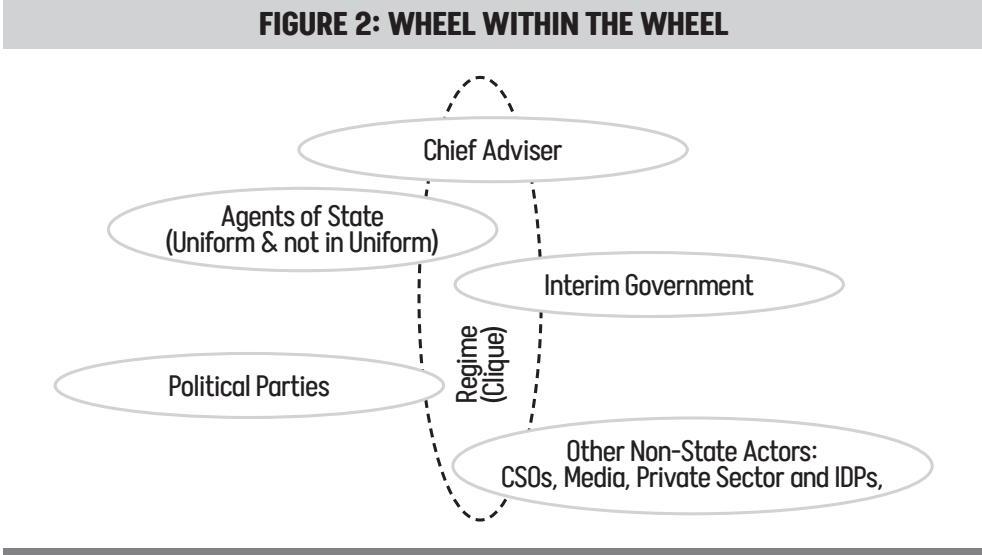 FIGURE 2: WHEEL WITHIN THE WHEEL
Chief Adviser
Agents of State
(Uniform & not in Uniform)
Interim Government
Regime
(Clique)
Political Parties
Other Non-State Actors:
CSOs, Media, Private Sector and IDPs,